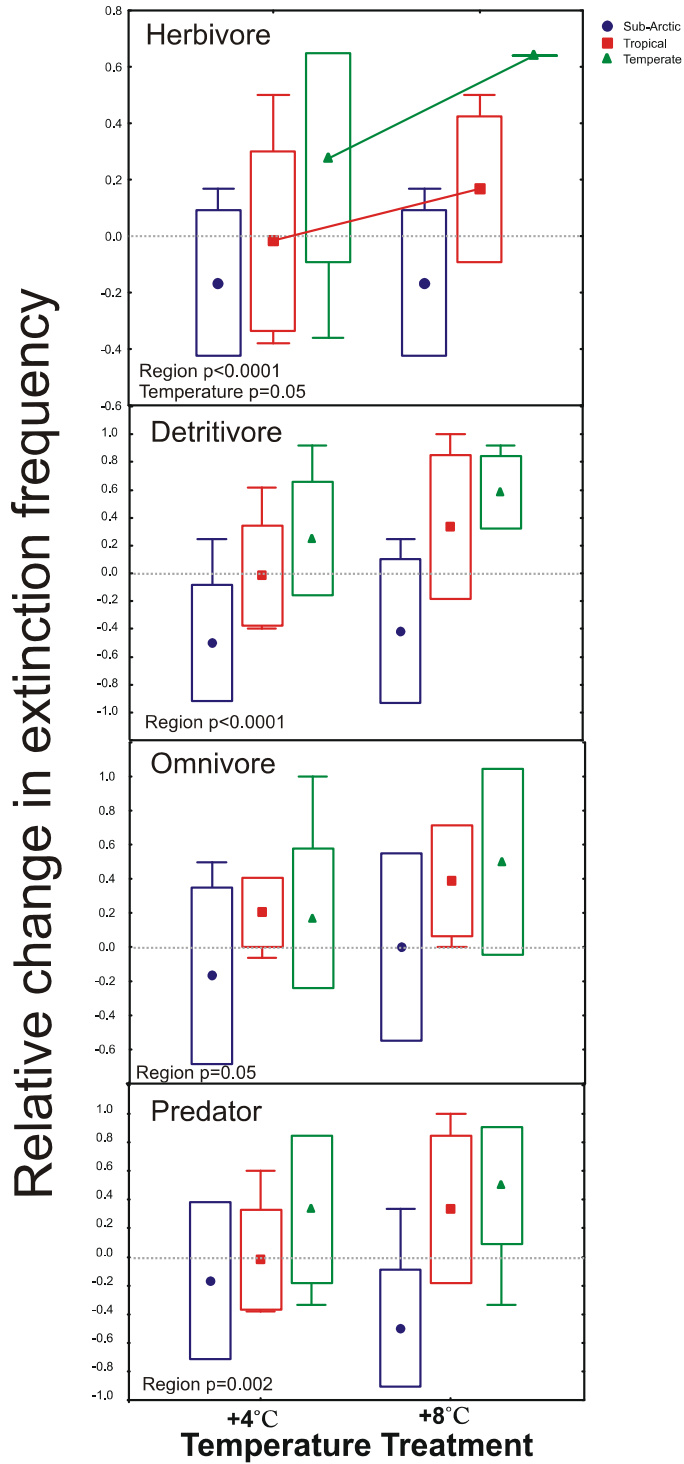 Relative change in extinction frequency
Sub-Arctic
Tropical
Temperate
Herbivore
0.8
0.6
0.4
0.2
0.0
-0.2
-0.4
-0.6
Region p<0.0001
Temperature p=0.05
Detritivore
1.0
0.8
0.6
0.4
0.2
0.0
-0.2
-0.4
-0.6
-0.8
-1.0
Region p<0.0001
Omnivore
1.0
0.8
0.6
0.4
0.2
0.0
-0.2
-0.4
-0.6
Region p=0.05
Predator
1.0
0.8
0.6
0.4
0.2
0.0
-0.2
-0.4
-0.6
-0.8
-1.0
Region p=0.002
+4°C +8°C
Temperature Treatment